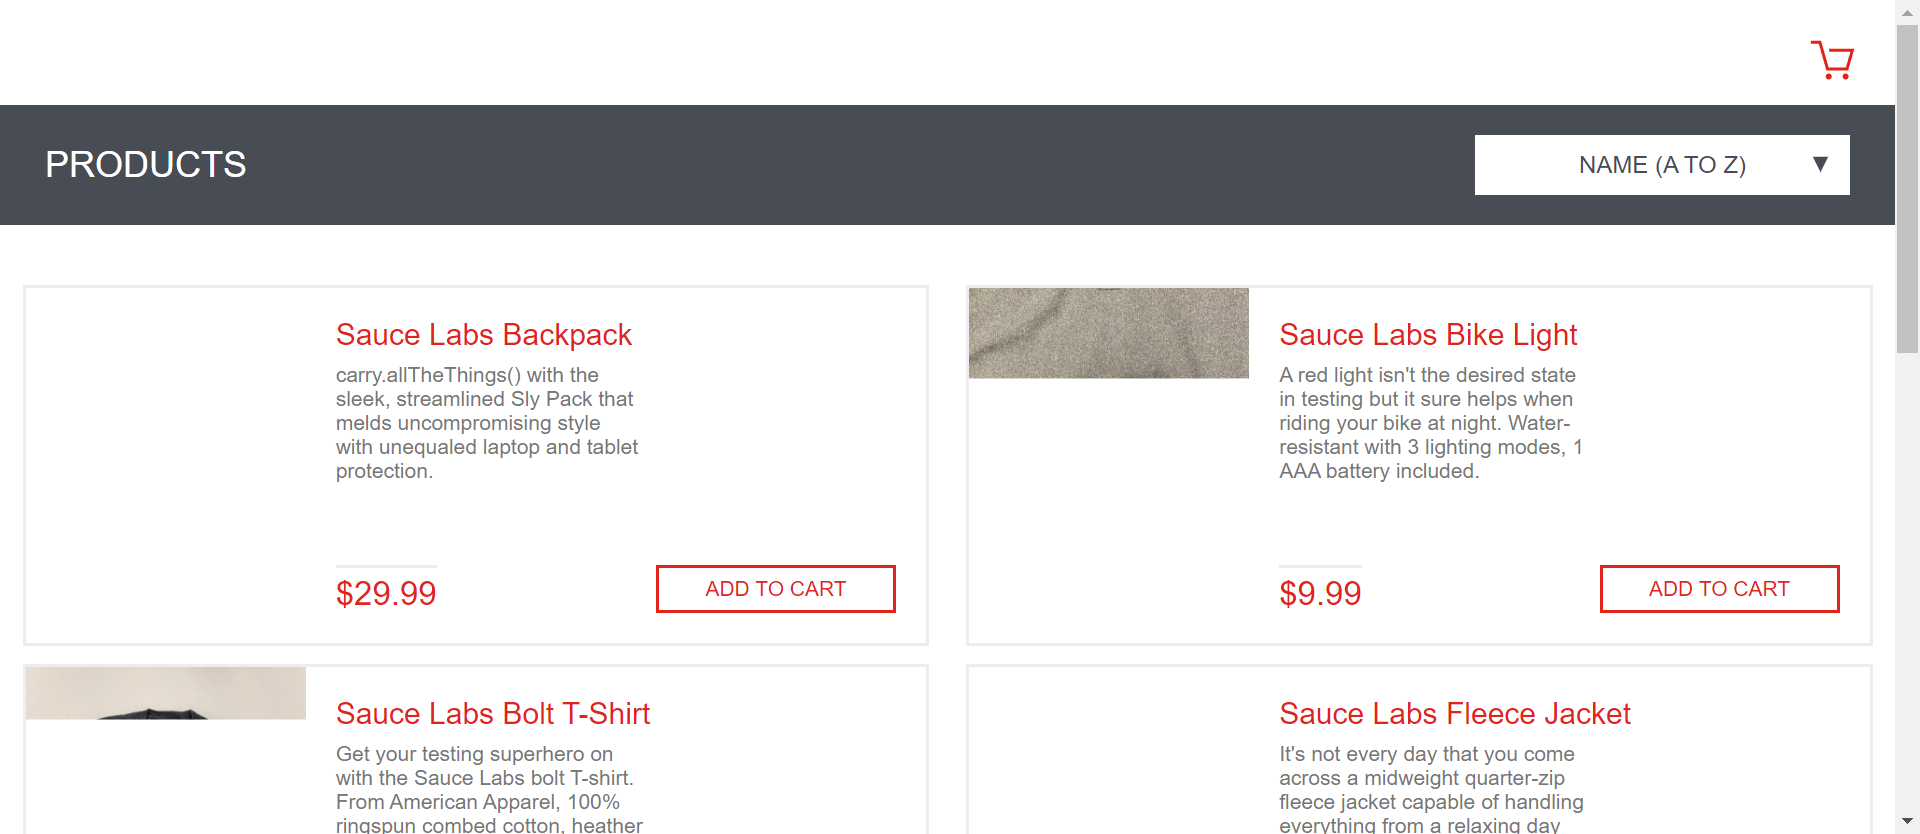 PRODUCTS
NAME (A TO Z)
Sauce Labs Backpack
carry.allTheThings() with the
sleek, streamlined Sly Pack that
melds uncompromising style
with unequaled laptop and tablet
protection.
$29.99
ADD TO CART
Sauce Labs Bike Light
A red light isn't the desired state
in testing but it sure helps when
riding your bike at night. Water-
resistant with 3 lighting modes, 1
AAA battery included.
$9.99
ADD TO CART
Sauce Labs Bolt T-Shirt
Get your testing superhero on
with the Sauce Labs bolt T-shirt.
From American Apparel, 100%
ringspun combed cotton, heather
Sauce Labs Fleece Jacket
It's not every day that you come
across a midweight quarter-zip
fleece jacket capable of handling
everything from a relaxing day